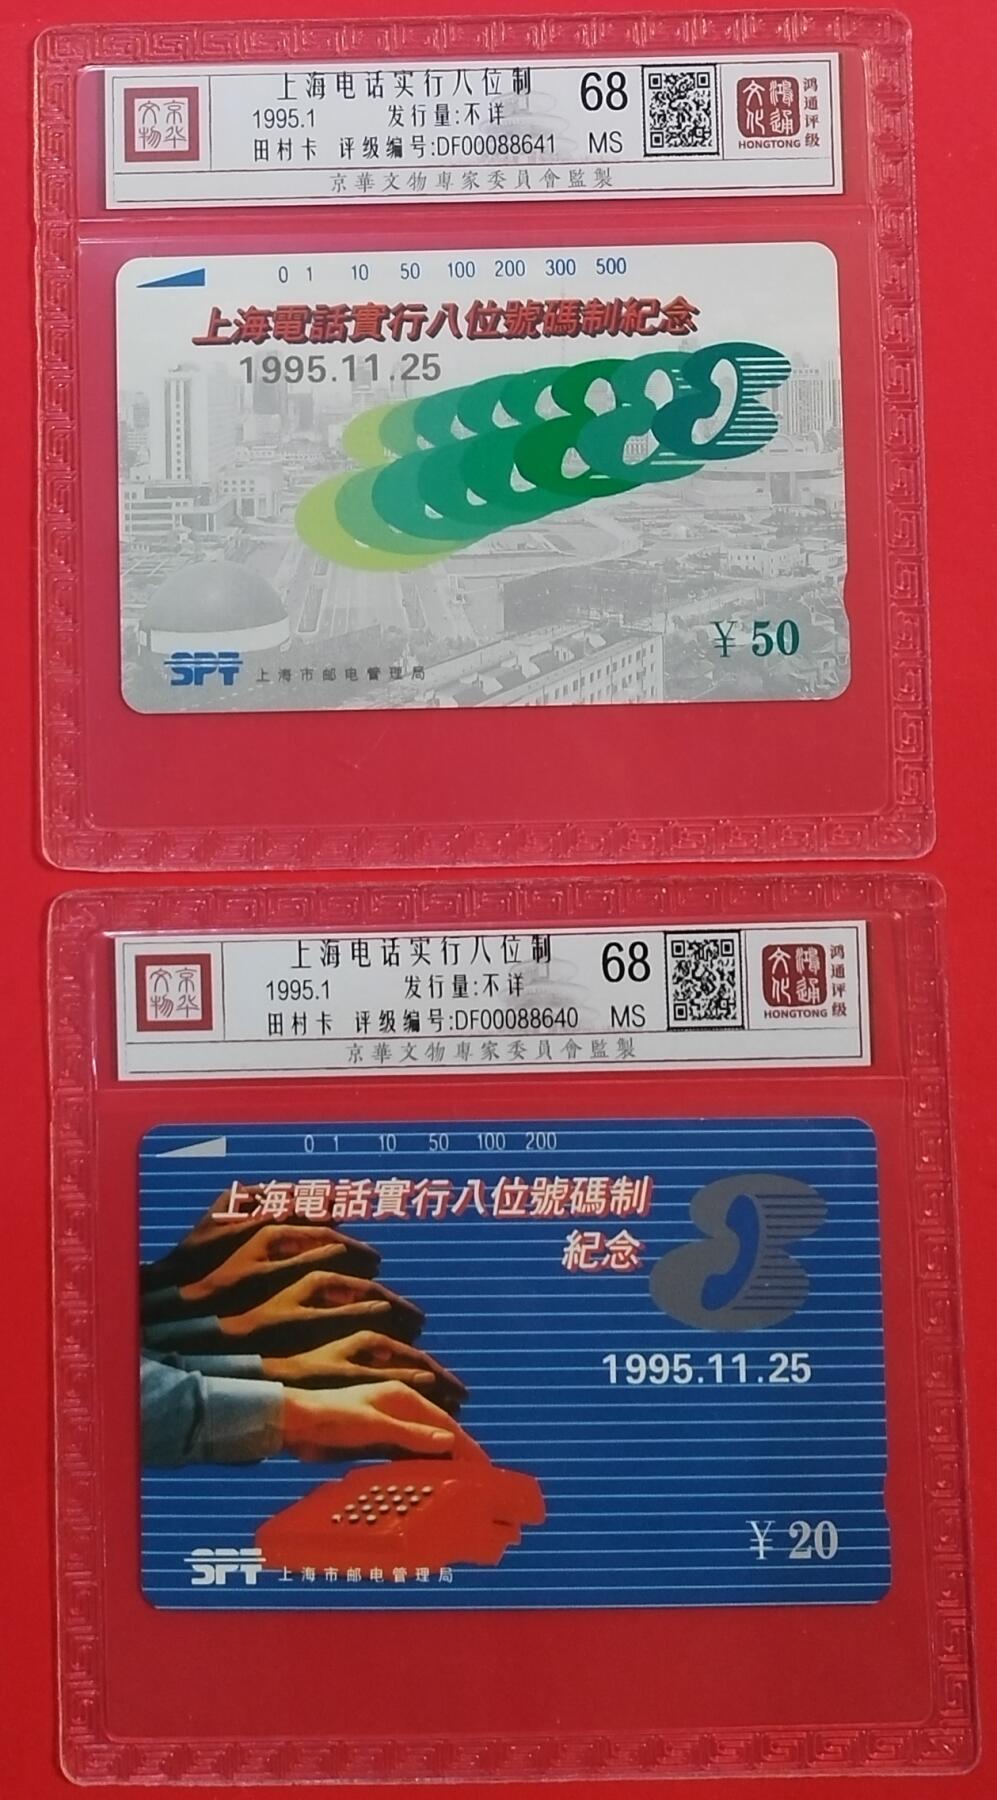 京华文物
上海电话实行八位制
1995.1 发行量:不详
田村卡 评级编号:DF00088641
68
MS
鸿通文化
HONGTONG
鸿通评级
京華文物專家委員會監製
0 1 10 50 100 200 300 500
上海電話實行八位號碼制紀念
1995.11.25
¥50
SPT 上海市邮电管理局
京华文物
上海电话实行八位制
1995.1 发行量:不详
田村卡 评级编号:DF00088640
68
MS
鸿通文化
HONGTONG
鸿通评级
京華文物專家委員會監製
0 1 10 50 100 200
上海電話實行八位號碼制
紀念
1995.11.25
¥20
SPT 上海市邮电管理局